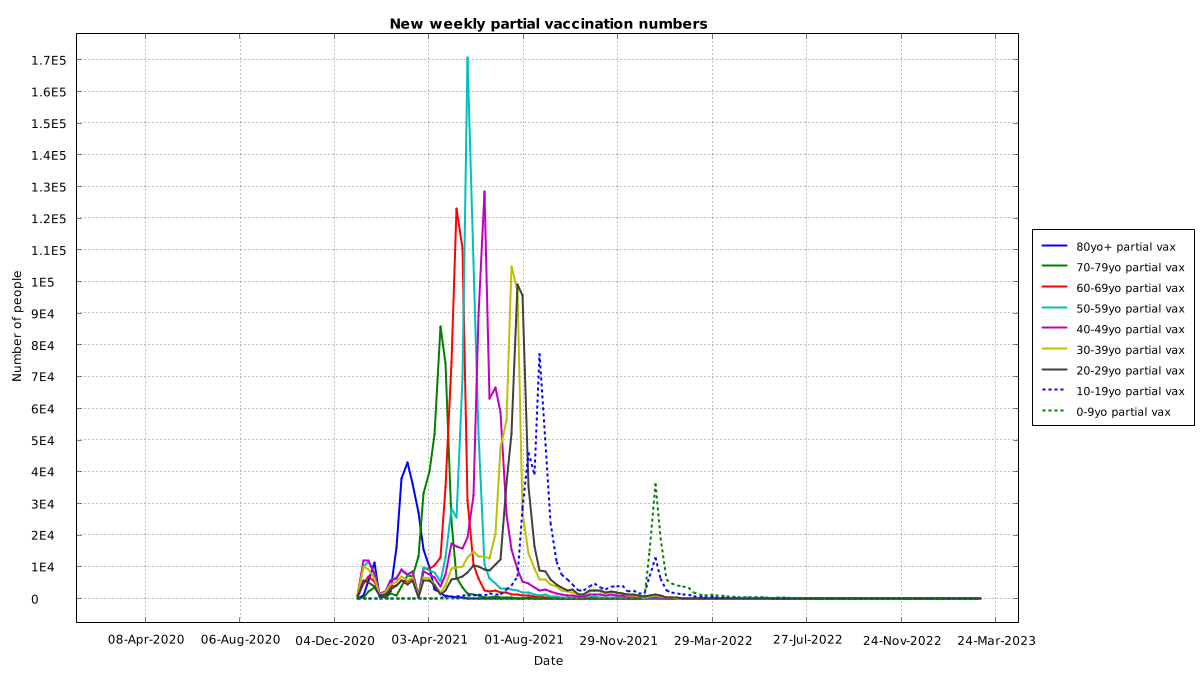 New weekly partial vaccination numbers
1.7E5
1.6E5
1.5E5
1.4E5
1.3E5
1.2E5
1.1E5
1E5
9E4
8E4
7E4
6E4
5E4
4E4
3E4
2E4
1E4
0
Number of people
08-Apr-2020
06-Aug-2020
04-Dec-2020
03-Apr-2021
01-Aug-2021
29-Nov-2021
29-Mar-2022
27-Jul-2022
24-Nov-2022
24-Mar-2023
Date
80yo+ partial vax
70-79yo partial vax
60-69yo partial vax
50-59yo partial vax
40-49yo partial vax
30-39yo partial vax
20-29yo partial vax
10-19yo partial vax
0-9yo partial vax